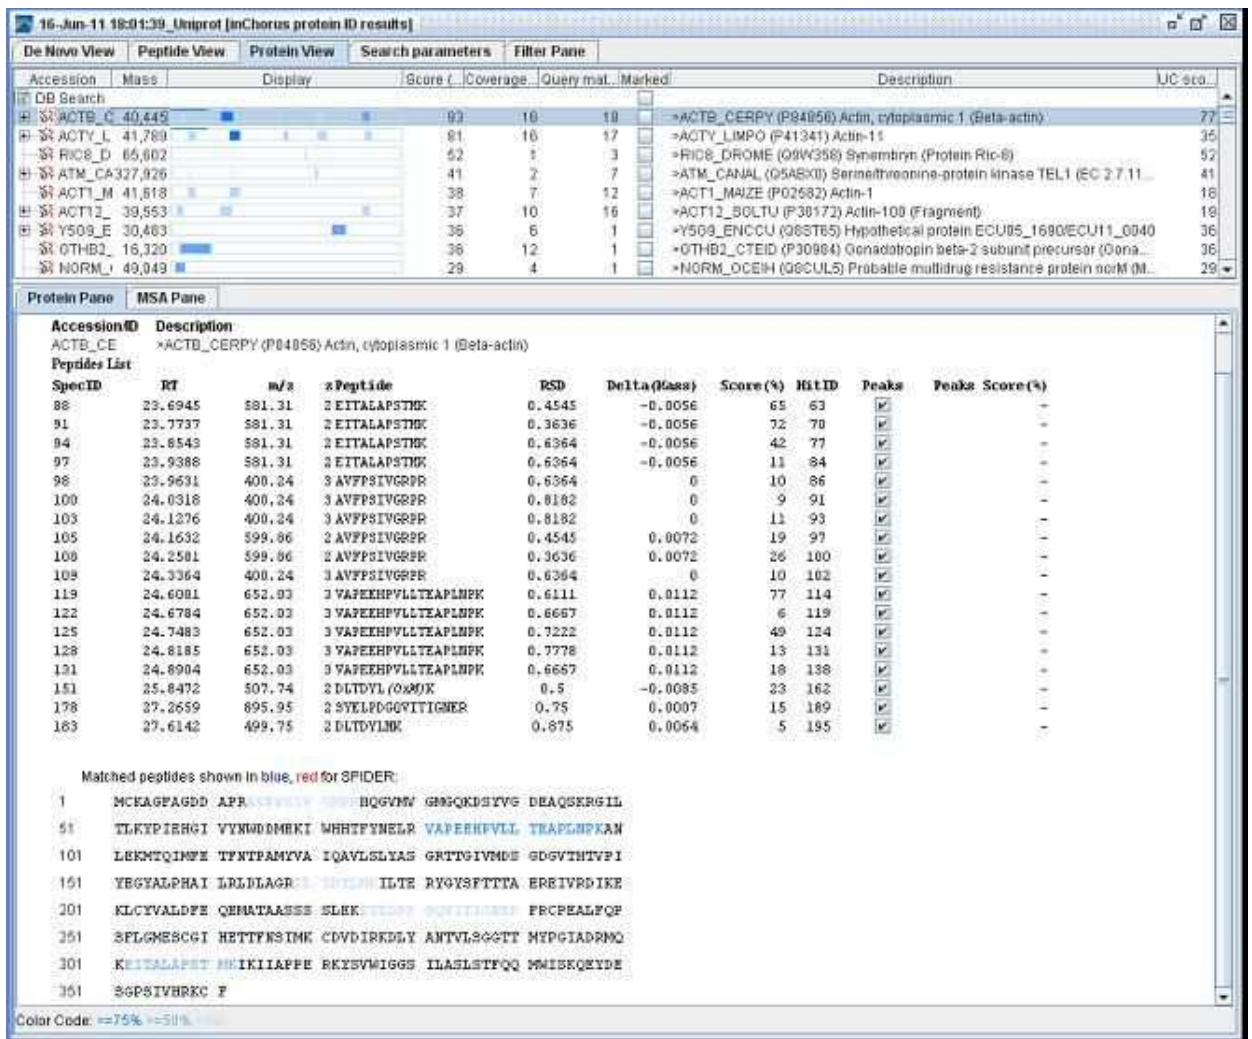 16-Jun-11 18:01:39_Uniprot [inChorus protein ID results]
De Novo View Peptide View Protein View Search parameters Filter Pane
Accession Mass Display Score (... Coverage... Query mat... Marked Description UC sco...
DB Search
ACTB_C 40,445 93 16 18 >ACTB_CERPY (P84856) Actin, cytoplasmic 1 (Beta-actin) 77
ACTY_L 41,789 81 16 17 >ACTY_LIMPO (P41341) Actin-11 35
RIC8_D 65,602 52 1 3 >RIC8_DROME (Q9W358) Synembryn (Protein Ric-8) 52
ATM_CA 327,926 41 2 7 >ATM_CANAL (Q5ABX0) Serine/threonine-protein kinase TEL1 (EC 2.7.11... 41
ACT1_M 41,618 38 7 12 >ACT1_MAIZE (P02582) Actin-1 18
ACT12_ 39,553 37 10 16 >ACT12_SOLTU (P30172) Actin-100 (Fragment) 19
Y509_E 30,483 36 6 1 >Y509_ENCCU (Q8ST65) Hypothetical protein ECU05_1680/ECU11_0040 36
GTHB2_ 16,320 36 12 1 >GTHB2_CTEID (P30984) Gonadotropin beta-2 subunit precursor (Gona... 36
NORM_ 49,049 29 4 1 >NORM_OCEIH (Q8CUL5) Probable multidrug resistance protein norM (M... 29
Protein Pane MSA Pane
Accession/ID Description
ACTB_CE >ACTB_CERPY (P84856) Actin, cytoplasmic 1 (Beta-actin)
Peptides List
SpecID RT m/z z Peptide RSD Delta(Mass) Score(%) HitID Peaks Peaks Score(%)
88 23.6945 581.31 2 EITALAPSTMK 0.4545 -0.0056 65 63 -
91 23.7737 581.31 2 EITALAPSTMK 0.3636 -0.0056 72 70 -
94 23.8543 581.31 2 EITALAPSTMK 0.6364 -0.0056 42 77 -
97 23.9388 581.31 2 EITALAPSTMK 0.6364 -0.0056 11 84 -
98 23.9631 400.24 3 AVFPSIVGRPR 0.6364 0 10 86 -
100 24.0318 400.24 3 AVFPSIVGRPR 0.8182 0 9 91 -
103 24.1276 400.24 3 AVFPSIVGRPR 0.8182 0 11 93 -
105 24.1632 599.86 2 AVFPSIVGRPR 0.4545 0.0072 19 97 -
108 24.2581 599.86 2 AVFPSIVGRPR 0.3636 0.0072 26 100 -
109 24.3364 400.24 3 AVFPSIVGRPR 0.6364 0 10 102 -
119 24.6081 652.03 3 VAPEEHPVLLTEAPLNPK 0.6111 0.0112 77 114 -
122 24.6784 652.03 3 VAPEEHPVLLTEAPLNPK 0.6667 0.0112 6 119 -
125 24.7483 652.03 3 VAPEEHPVLLTEAPLNPK 0.7222 0.0112 49 124 -
128 24.8185 652.03 3 VAPEEHPVLLTEAPLNPK 0.7778 0.0112 13 131 -
131 24.8904 652.03 3 VAPEEHPVLLTEAPLNPK 0.6667 0.0112 18 138 -
151 25.8472 507.74 2 DLTDYL(OxM)K 0.5 -0.0085 23 162 -
178 27.2659 895.95 2 SYELPDGQVITIGNER 0.75 0.0007 15 189 -
183 27.6142 499.75 2 DLTDYLMK 0.875 0.0064 5 195 -
Matched peptides shown in blue, red for SPIDER:
1 MCKAGFAGDD APR HQGVMV GMGQKDSYVG DEAQSKRGIL
51 TLKYPIEHGI VYNWDDMEKI WHHTFYNELR VAPEEHPVLL TEAPLNPKAN
101 LEKMTQIMFE TFNTPAMYVA IQAVLSLYAS GRTTGIVMDS GDGVTHTVPI
151 YEGYALPHAI LRLDLAGR ILTE RYGYSFTTTA EREIVRDIKE
201 KLCYVALDFE QEMATAASSS SLEK FRCPEALFQP
251 SFLGMESCGI HETTFNSIMK CDVDIRKDLY ANTVLSGGTT MYPGIADRMQ
301 KEITALAPST MKIKIIAPPE RKYSVWIGGS ILASLSTFQQ MWISKQEYDE
351 SGPSIVHRKC F
Color Code: >=75% >=50%